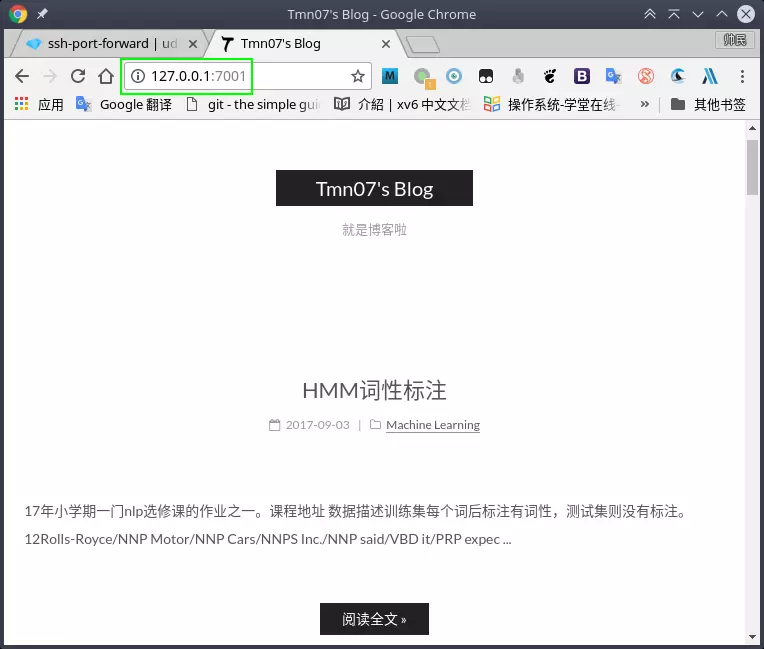 Tmn07's Blog - Google Chrome
ssh-port-forward | ud
Tmn07's Blog
帅民
127.0.0.1:7001
应用
Google 翻译
git - the simple gui
介紹 | xv6 中文文档
操作系统-学堂在线-
»
其他书签
Tmn07's Blog
就是博客啦
HMM词性标注
2017-09-03 | Machine Learning
17年小学期一门nlp选修课的作业之一。课程地址 数据描述训练集每个词后标注有词性，测试集则没有标注。
12Rolls-Royce/NNP Motor/NNP Cars/NNPS Inc./NNP said/VBD it/PRP expec ...
阅读全文 »